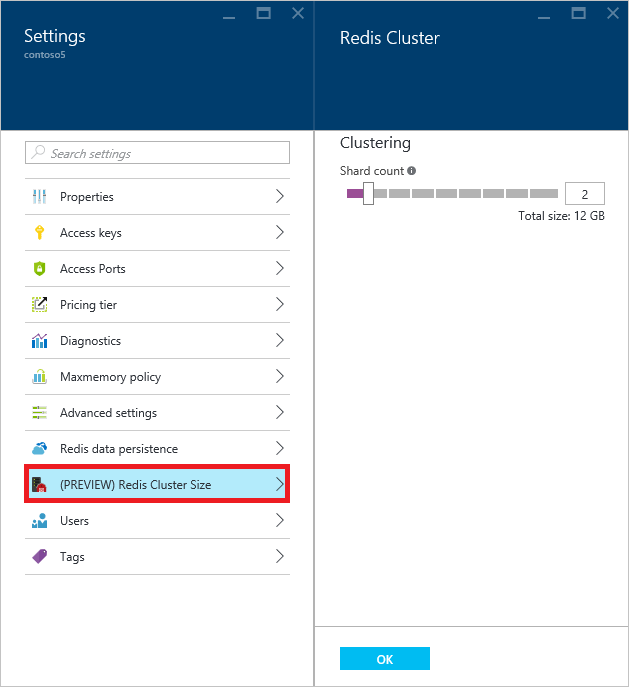 Settings
contoso5
Search settings
Properties
Access keys
Access Ports
Pricing tier
Diagnostics
Maxmemory policy
Advanced settings
Redis data persistence
(PREVIEW) Redis Cluster Size
Users
Tags
Redis Cluster
Clustering
Shard count
2
Total size: 12 GB
OK